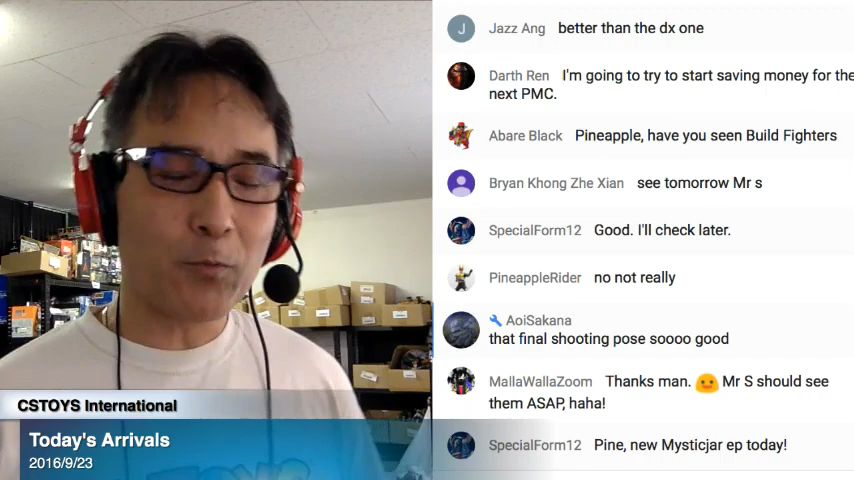 J Jazz Ang better than the dx one
Darth Ren I'm going to try to start saving money for the
next PMC.
Abare Black Pineapple, have you seen Build Fighters
Bryan Khong Zhe Xian see tomorrow Mr s
SpecialForm12 Good. I'll check later.
PineappleRider no not really
AoiSakana
that final shooting pose soooo good
MallaWallaZoom Thanks man. Mr S should see
them ASAP, haha!
SpecialForm12 Pine, new Mysticjar ep today!
CSTOYS International
Today's Arrivals
2016/9/23